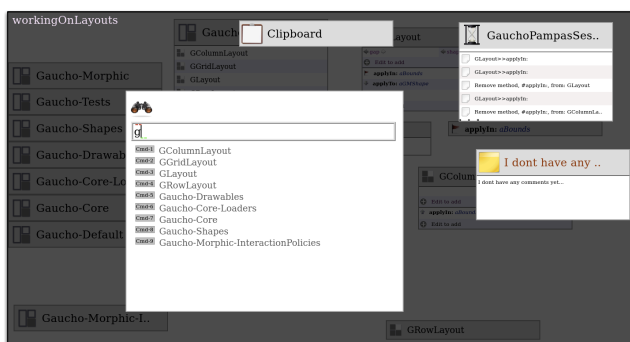 workingOnLayouts
Clipboard
GauchoPampasSes..
GLayout>>applyIn:
GLayout>>applyIn:
Remove method, #applyIn:, from: GLayout
GLayout>>applyIn:
Remove method, #applyIn:, from: GColumnLa..
Gaucho
ayout
GColumnLayout
GGridLayout
GLayout
Edit to add
applyIn: aBounds
Gaucho-Morphic
Gaucho-Tests
Gaucho-Shapes
Gaucho-Drawab
Gaucho-Core-Lo
Gaucho-Core
Gaucho-Default
Gaucho-Morphic-I..
g
Cmd-1 GColumnLayout
Cmd-2 GGridLayout
Cmd-3 GLayout
Cmd-4 GRowLayout
Cmd-5 Gaucho-Drawables
Cmd-6 Gaucho-Core-Loaders
Cmd-7 Gaucho-Core
Cmd-8 Gaucho-Shapes
Cmd-9 Gaucho-Morphic-InteractionPolicies
applyIn: aBounds
I dont have any ..
I dont have any comments yet...
GColum
Edit to add
applyIn: aBound
Edit to add
GRowLayout